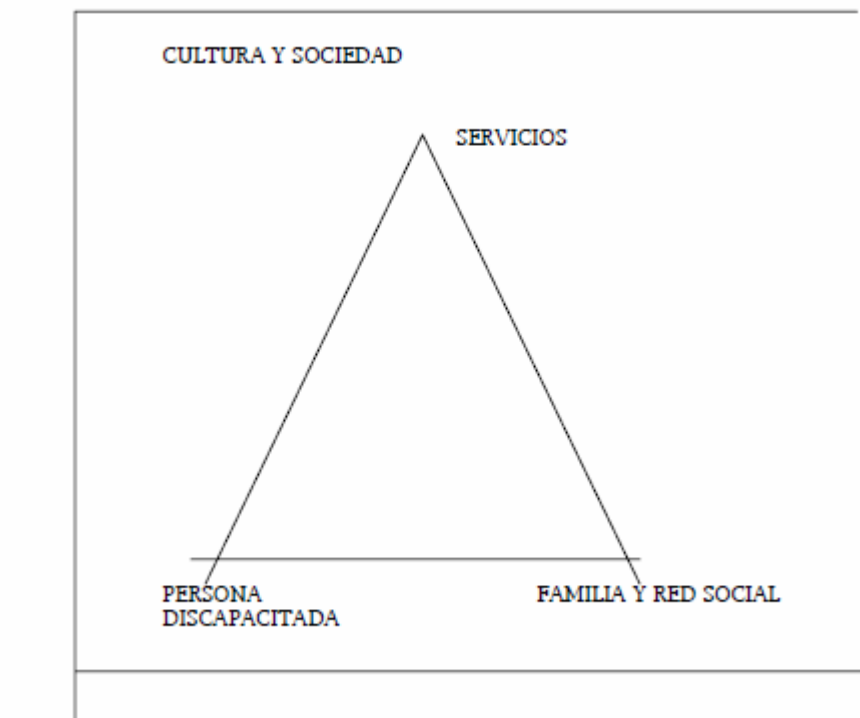 CULTURA Y SOCIEDAD
SERVICIOS
PERSONA
DISCAPACITADA
FAMILIA Y RED SOCIAL